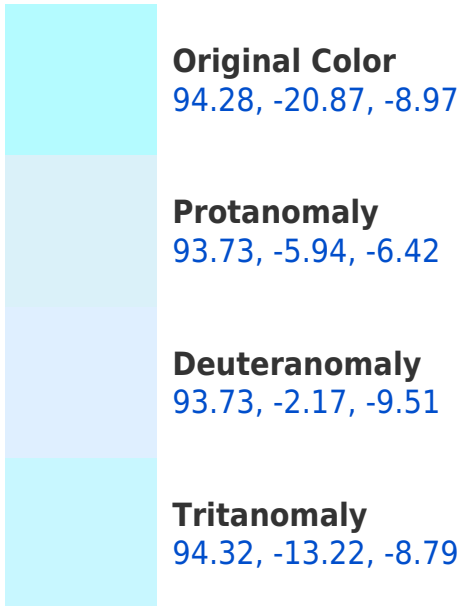 Original Color
94.28, -20.87, -8.97
Protanomaly
93.73, -5.94, -6.42
Deuteranomaly
93.73, -2.17, -9.51
Tritanomaly
94.32, -13.22, -8.79